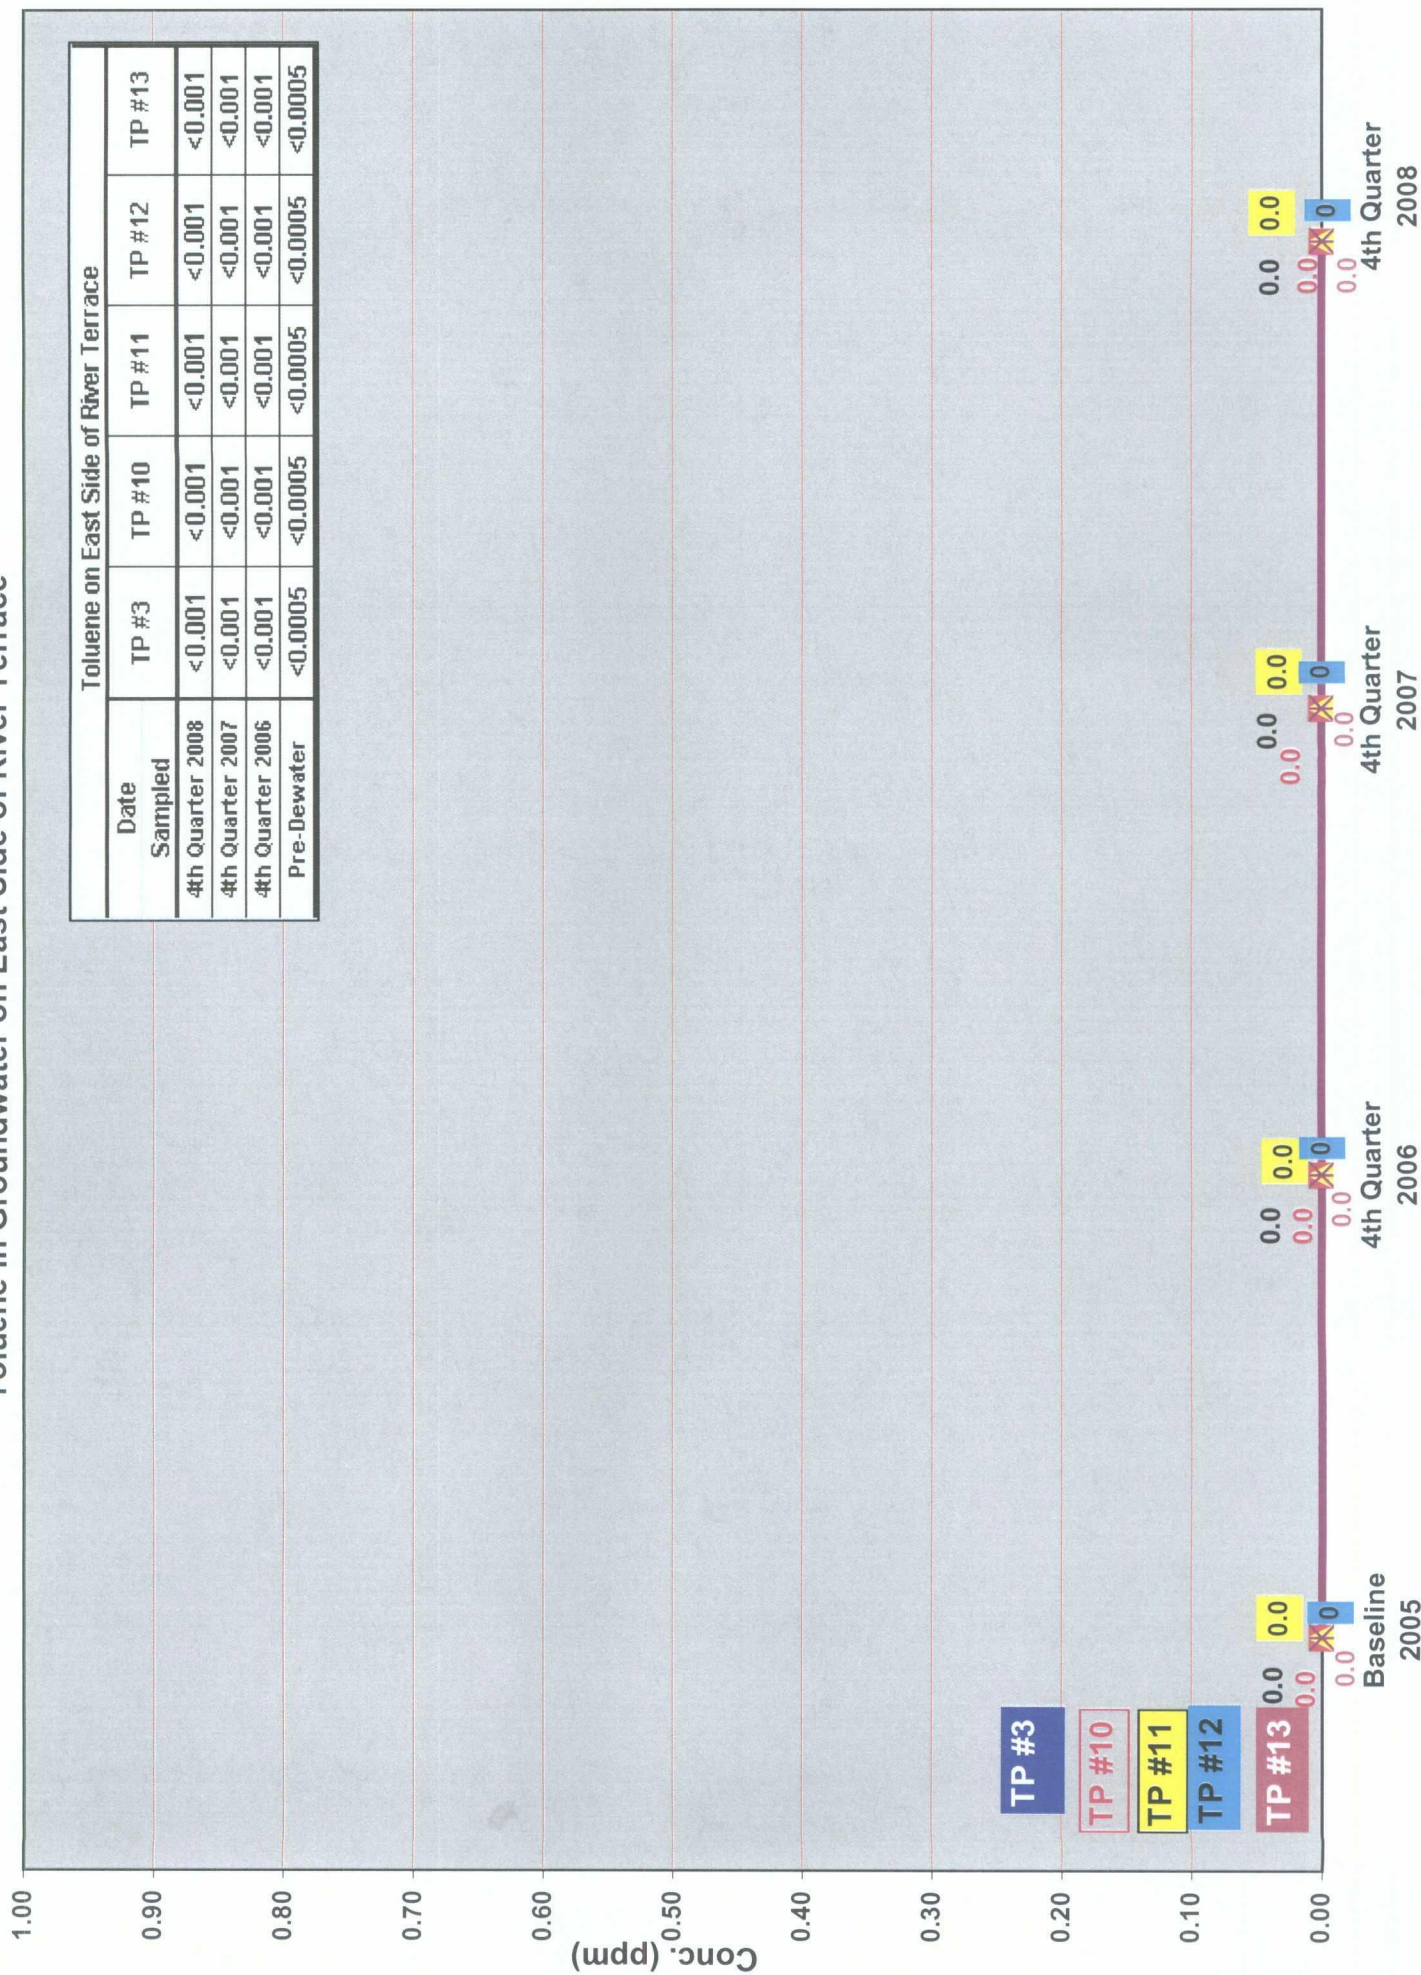 Toluene in Groundwater on East Side of River Terrace
Toluene on East Side of River Terrace
Date Sampled TP #3 TP #10 TP #11 TP #12 TP #13
4th Quarter 2008 <0.001 <0.001 <0.001 <0.001 <0.001
4th Quarter 2007 <0.001 <0.001 <0.001 <0.001 <0.001
4th Quarter 2006 <0.001 <0.001 <0.001 <0.001 <0.001
Pre-Dewater <0.0005 <0.0005 <0.0005 <0.0005 <0.0005
Conc. (ppm)
1.00
0.90
0.80
0.70
0.60
0.50
0.40
0.30
0.20
0.10
0.00
TP #3
TP #10
TP #11
TP #12
TP #13
0.0 0.0
0.0 0
0.0
0.0 0.0
0.0 0
0.0
0.0 0.0
0.0 0
0.0
0.0 0.0
0.0 0
0.0
Baseline 4th Quarter 4th Quarter 4th Quarter
2005 2006 2007 2008